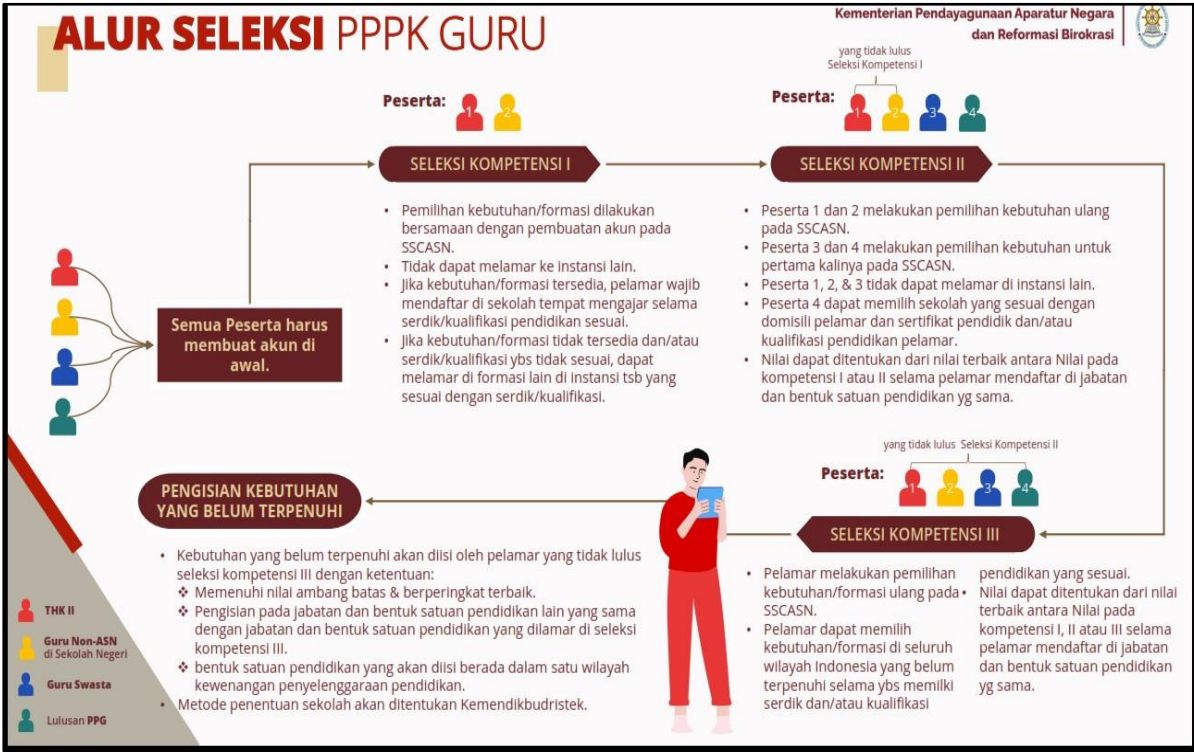 ALUR SELEKSI PPPK GURU
Kementerian Pendayagunaan Aparatur Negara
dan Reformasi Birokrasi
Peserta:
1 2
SELEKSI KOMPETENSI I
• Pemilihan kebutuhan/formasi dilakukan
bersamaan dengan pembuatan akun pada
SSCASN.
• Tidak dapat melamar ke instansi lain.
• Jika kebutuhan/formasi tersedia, pelamar wajib
mendaftar di sekolah tempat mengajar selama
serdik/kualifikasi pendidikan sesuai.
• Jika kebutuhan/formasi tidak tersedia dan/atau
serdik/kualifikasi ybs tidak sesuai, dapat
melamar di formasi lain di instansi tsb yang
sesuai dengan serdik/kualifikasi.
yang tidak lulus
Seleksi Kompetensi I
Peserta:
1 2 3 4
SELEKSI KOMPETENSI II
• Peserta 1 dan 2 melakukan pemilihan kebutuhan ulang
pada SSCASN.
• Peserta 3 dan 4 melakukan pemilihan kebutuhan untuk
pertama kalinya pada SSCASN.
• Peserta 1, 2, & 3 tidak dapat melamar di instansi lain.
• Peserta 4 dapat memilih sekolah yang sesuai dengan
domisili pelamar dan sertifikat pendidik dan/atau
kualifikasi pendidikan pelamar.
• Nilai dapat ditentukan dari nilai terbaik antara Nilai pada
kompetensi I atau II selama pelamar mendaftar di jabatan
dan bentuk satuan pendidikan yg sama.
Semua Peserta harus
membuat akun di
awal.
yang tidak lulus Seleksi Kompetensi II
Peserta:
1 2 3 4
SELEKSI KOMPETENSI III
• Pelamar melakukan pemilihan
kebutuhan/formasi ulang pada
SSCASN.
• Pelamar dapat memilih
kebutuhan/formasi di seluruh
wilayah Indonesia yang belum
terpenuhi selama ybs memilki
serdik dan/atau kualifikasi
pendidikan yang sesuai.
• Nilai dapat ditentukan dari nilai
terbaik antara Nilai pada
kompetensi I, II atau III selama
pelamar mendaftar di jabatan
dan bentuk satuan pendidikan
yg sama.
PENGISIAN KEBUTUHAN
YANG BELUM TERPENUHI
• Kebutuhan yang belum terpenuhi akan diisi oleh pelamar yang tidak lulus
seleksi kompetensi III dengan ketentuan:
❖ Memenuhi nilai ambang batas & berperingkat terbaik.
❖ Pengisian pada jabatan dan bentuk satuan pendidikan lain yang sama
dengan jabatan dan bentuk satuan pendidikan yang dilamar di seleksi
kompetensi III.
❖ bentuk satuan pendidikan yang akan diisi berada dalam satu wilayah
kewenangan penyelenggaraan pendidikan.
• Metode penentuan sekolah akan ditentukan Kemendikbudristek.
THK II
Guru Non-ASN
di Sekolah Negeri
Guru Swasta
Lulusan PPG